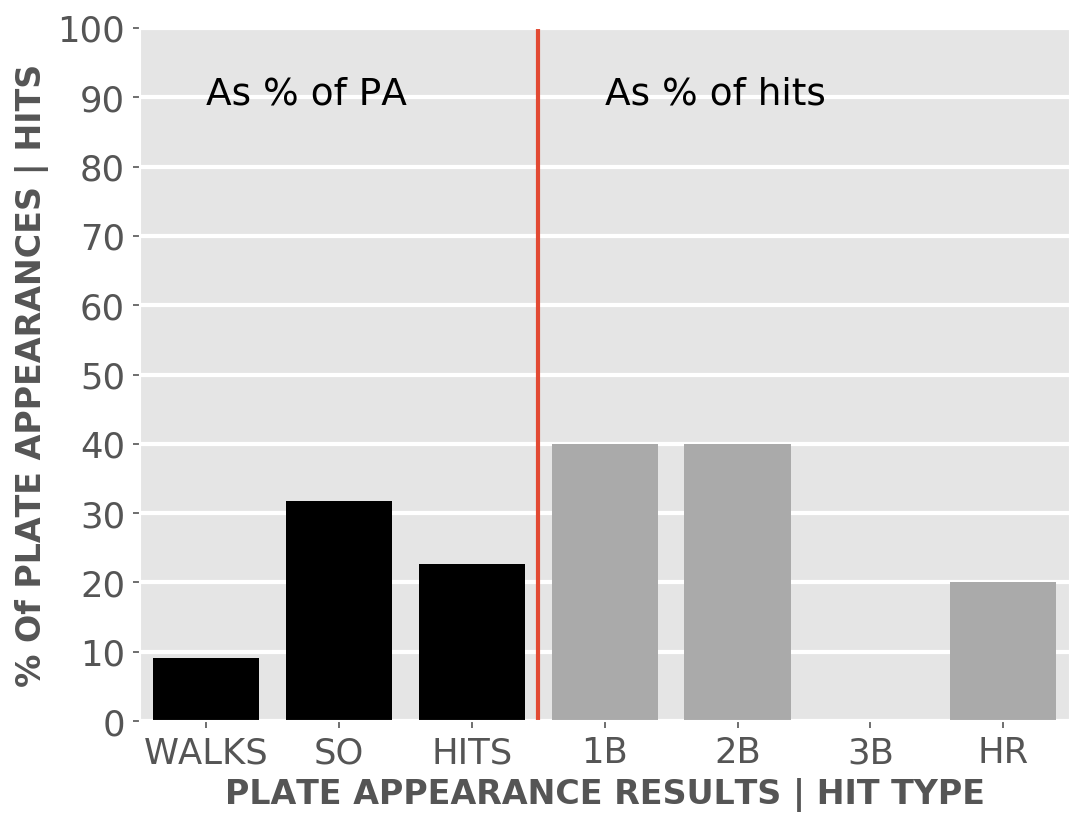 As % of PA
As % of hits
% Of PLATE APPEARANCES | HITS
100
90
80
70
60
50
40
30
20
10
0
WALKS SO HITS 1B 2B 3B HR
PLATE APPEARANCE RESULTS | HIT TYPE